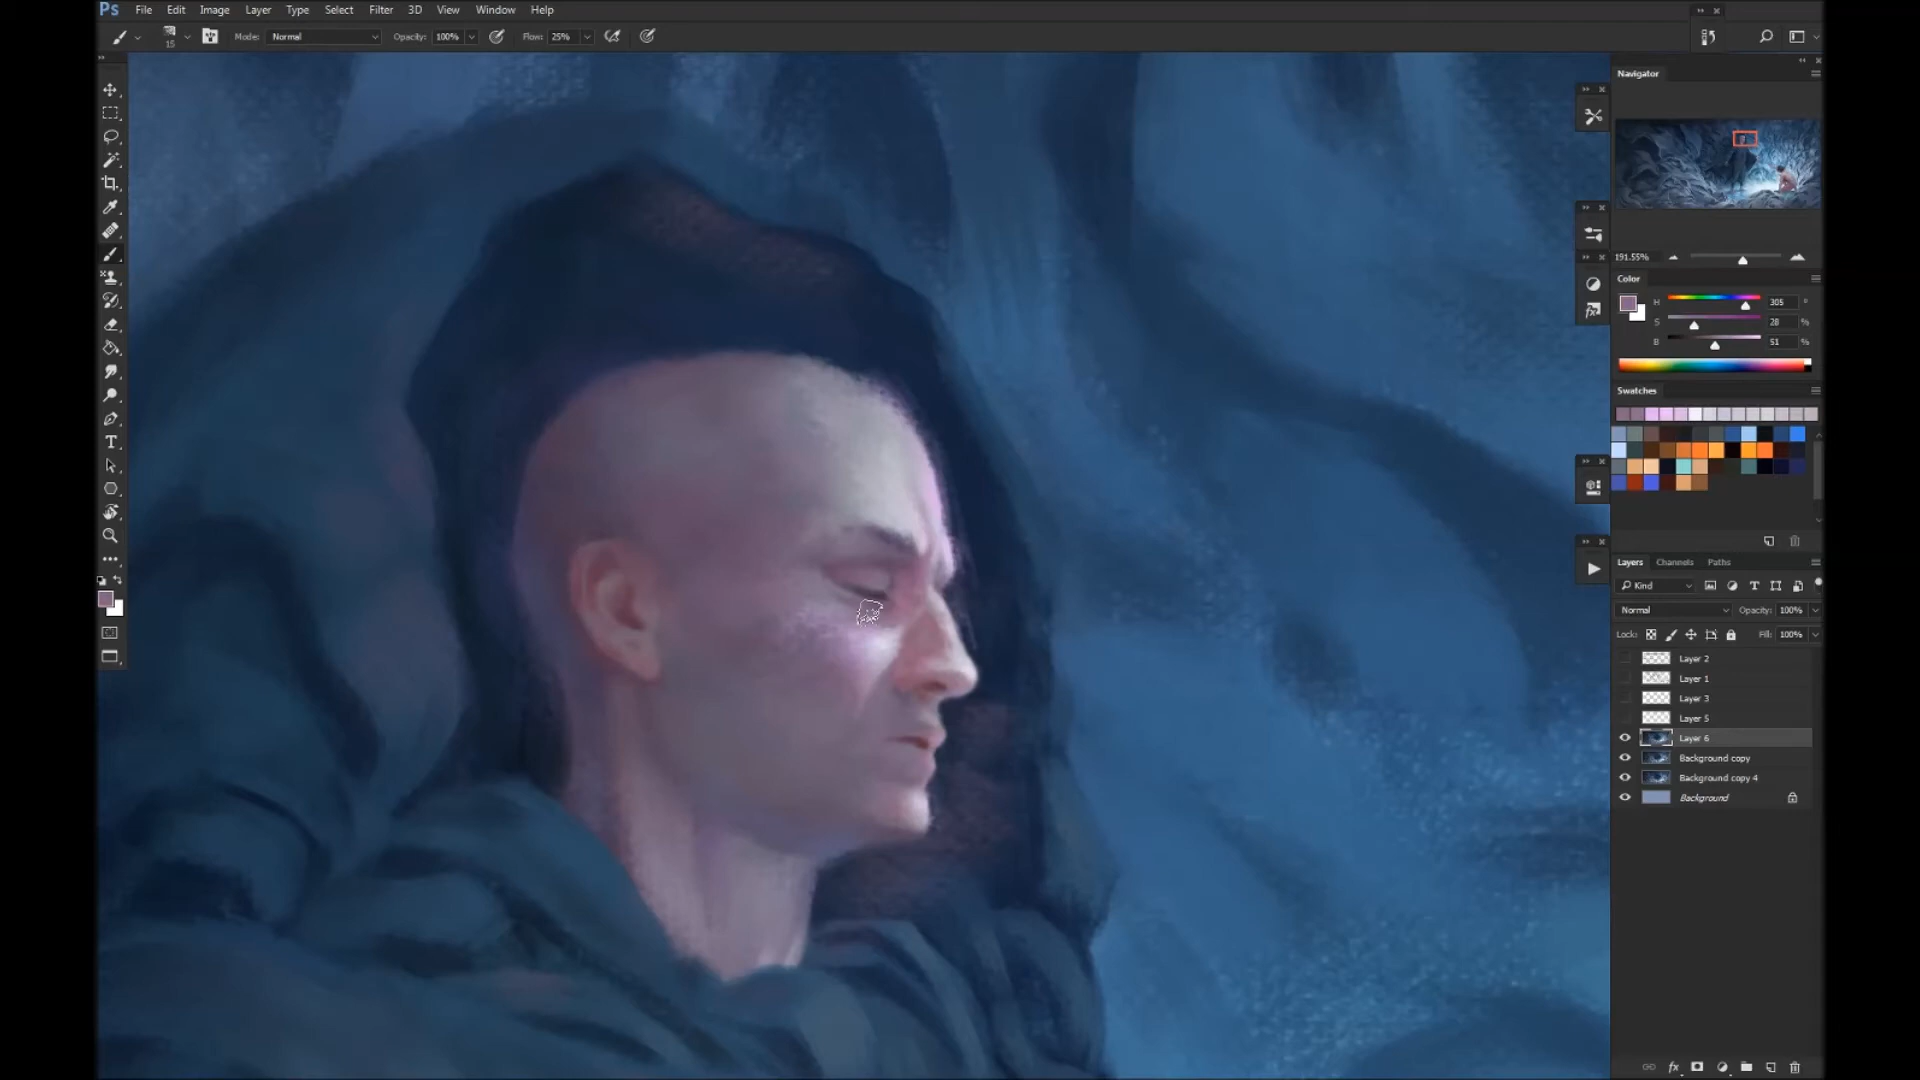 Ps File Edit Image Layer Type Select Filter 3D View Window Help
15 Mode: Normal Opacity: 100% Flow: 25%
Navigator
191.55%
Color
H 305 °
S 28 %
B 51 %
Swatches
Layers Channels Paths
Kind
Normal Opacity: 100%
Lock: Fill: 100%
Layer 2
Layer 1
Layer 3
Layer 5
Layer 6
Background copy
Background copy 4
Background